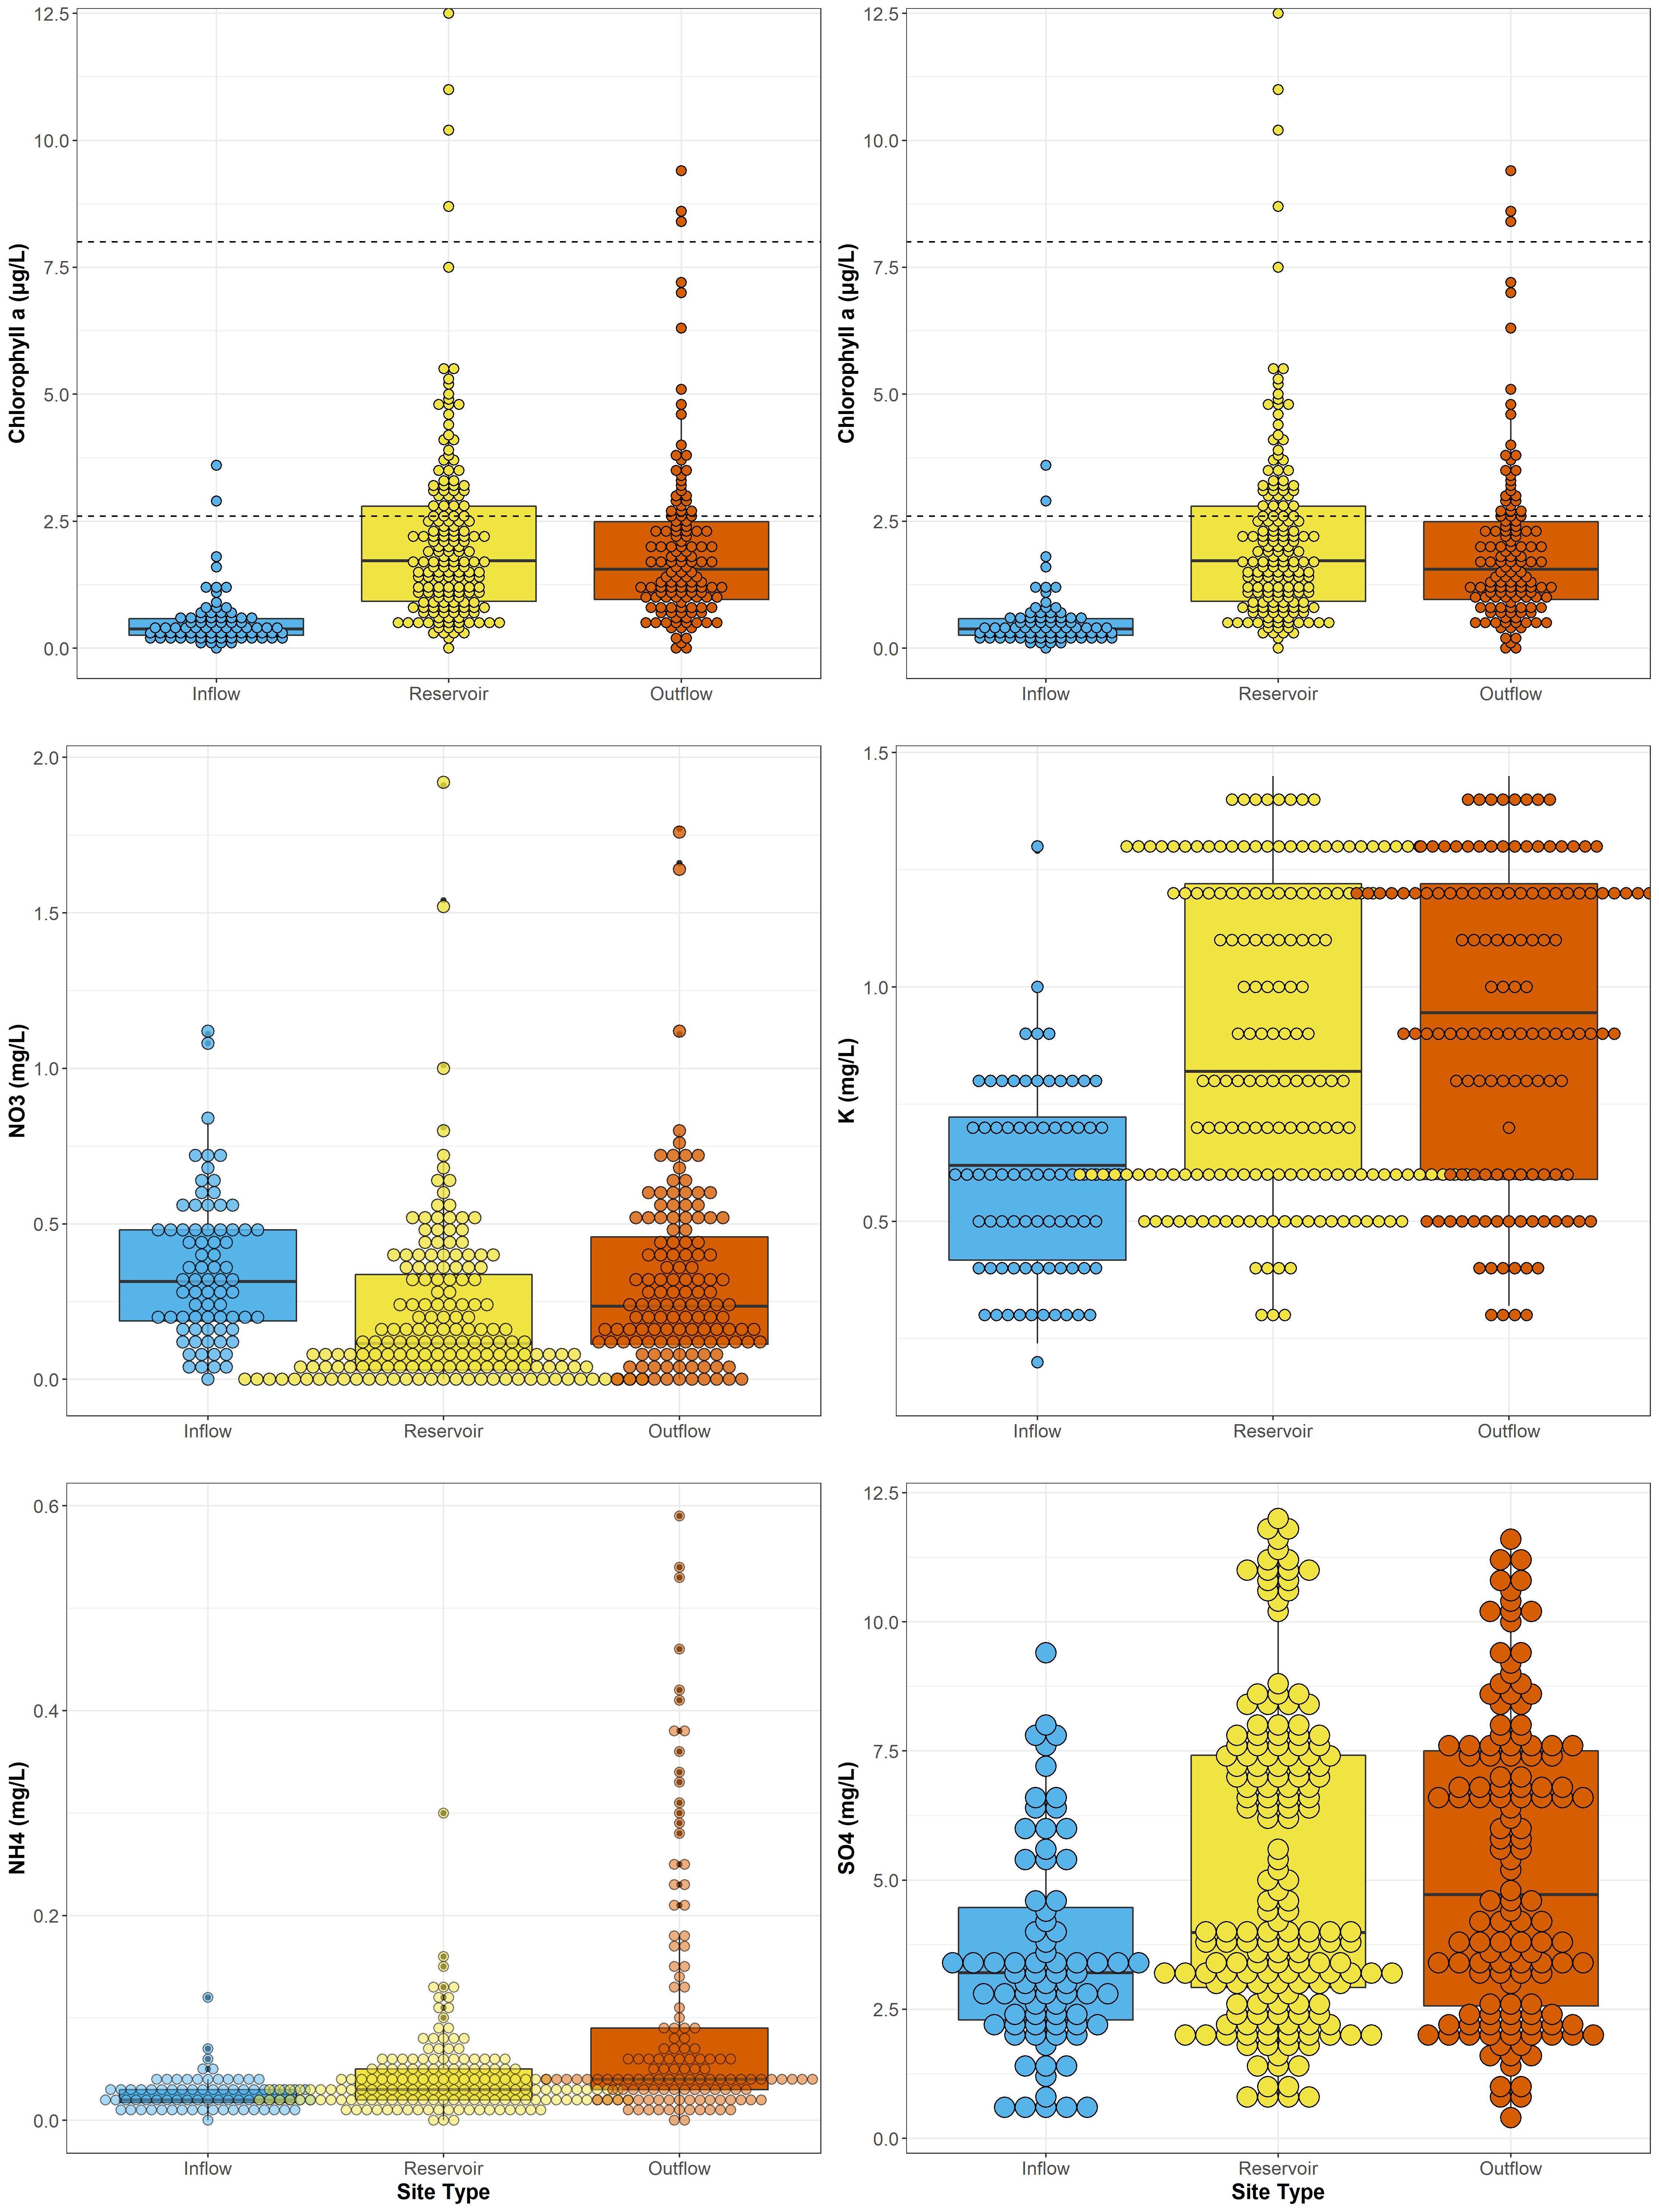 12.5
10.0
7.5
5.0
2.5
0.0
Chlorophyll a (µg/L)
Inflow Reservoir Outflow
12.5
10.0
7.5
5.0
2.5
0.0
Chlorophyll a (µg/L)
Inflow Reservoir Outflow
2.0
1.5
1.0
0.5
0.0
NO3 (mg/L)
Inflow Reservoir Outflow
1.5
1.0
0.5
K (mg/L)
Inflow Reservoir Outflow
0.6
0.4
0.2
0.0
NH4 (mg/L)
Inflow Reservoir Outflow
Site Type
12.5
10.0
7.5
5.0
2.5
0.0
SO4 (mg/L)
Inflow Reservoir Outflow
Site Type